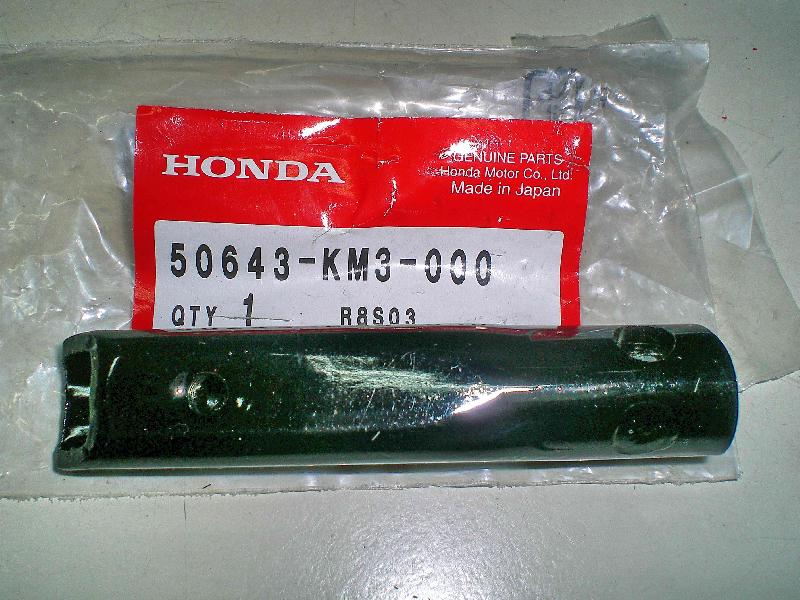 HONDA
GENUINE PARTS
Honda Motor Co., Ltd.
Made in Japan
50643-KM3-000
QTY 1 R8S03